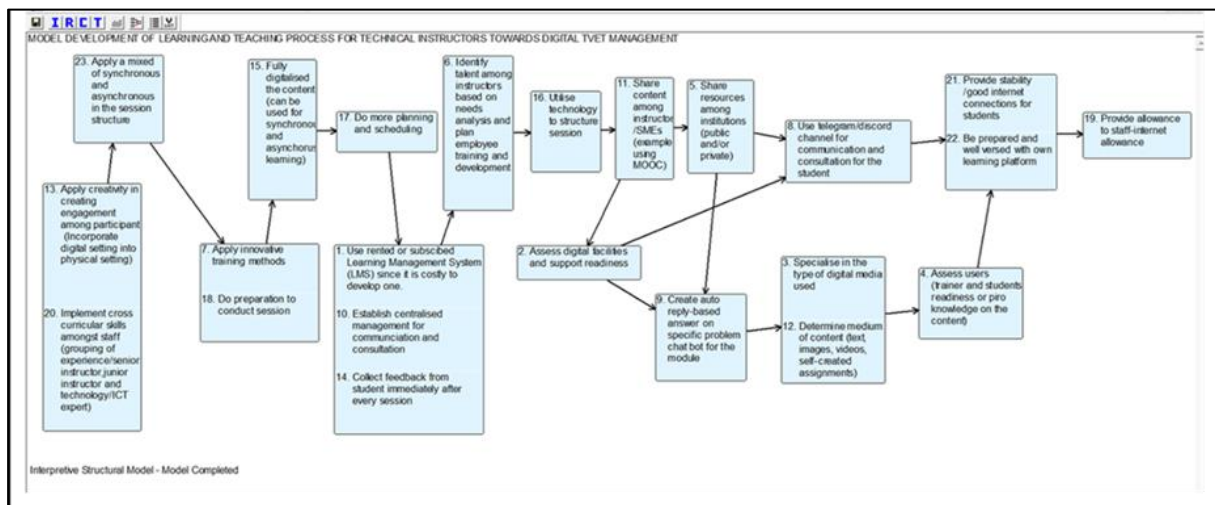 I R C T
MODEL DEVELOPMENT OF LEARNING AND TEACHING PROCESS FOR TECHNICAL INSTRUCTORS TOWARDS DIGITAL TVET MANAGEMENT
23. Apply a mixed of synchronous
and
asynchronous
in the session
structure
13. Apply creativity in
creating
engagement
among participant
(Incorporate
digital setting into
physical setting)
20. Implement cross
curricular skills
amongst staff
(grouping of
experience/senior
instructor,junior
instructor and
technology/ICT
expert)
7. Apply innovative
training methods
18. Do preparation to
conduct session
15. Fully
digitalised
the content
(can be
used for
synchronou
and
asynchorus
learning)
17. Do more planning
and scheduling
1. Use rented or subscibed
Learning Management System
(LMS) since it is costly to
develop one.
10. Establish centralised
management for
communciation and
consultation
14. Collect feedback from
student immediately after
every session
6. Identify
talent among
instructors
based on
needs
analysis and
plan
employee
training and
development
16. Utilise
technology
to structure
session
11. Share
content
among
instructor
/SMEs
(example
using
MOOC)
5. Share
resources
among
institutions
(public
and/or
private)
2. Assess digital facilities
and support readiness
9. Create auto
reply-based
answer on
specific problem
chat bot for the
module
8. Use telegram/discord
channel for
communication and
consultation for the
student
3. Specialise in the
type of digital media
used
12. Determine medium
of content (text,
images, videos,
self-created
assignments)
4. Assess users
(trainer and students
readiness or piro
knowledge on the
content)
21. Provide stability
/good internet
connections for
students
22. Be prepared and
well versed with own
learning platform
19. Provide allowance
to staff-internet
allowance
Interpretive Structural Model - Model Completed